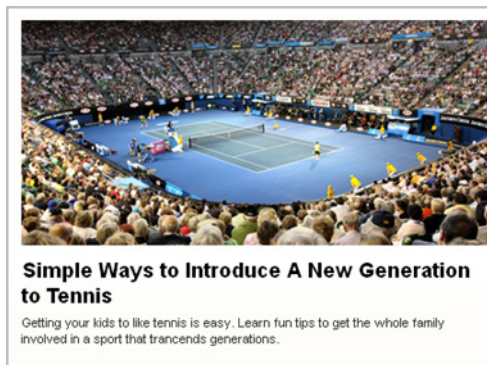 Simple Ways to Introduce A New Generation
to Tennis
Getting your kids to like tennis is easy. Learn fun tips to get the whole family
involved in a sport that trancends generations.